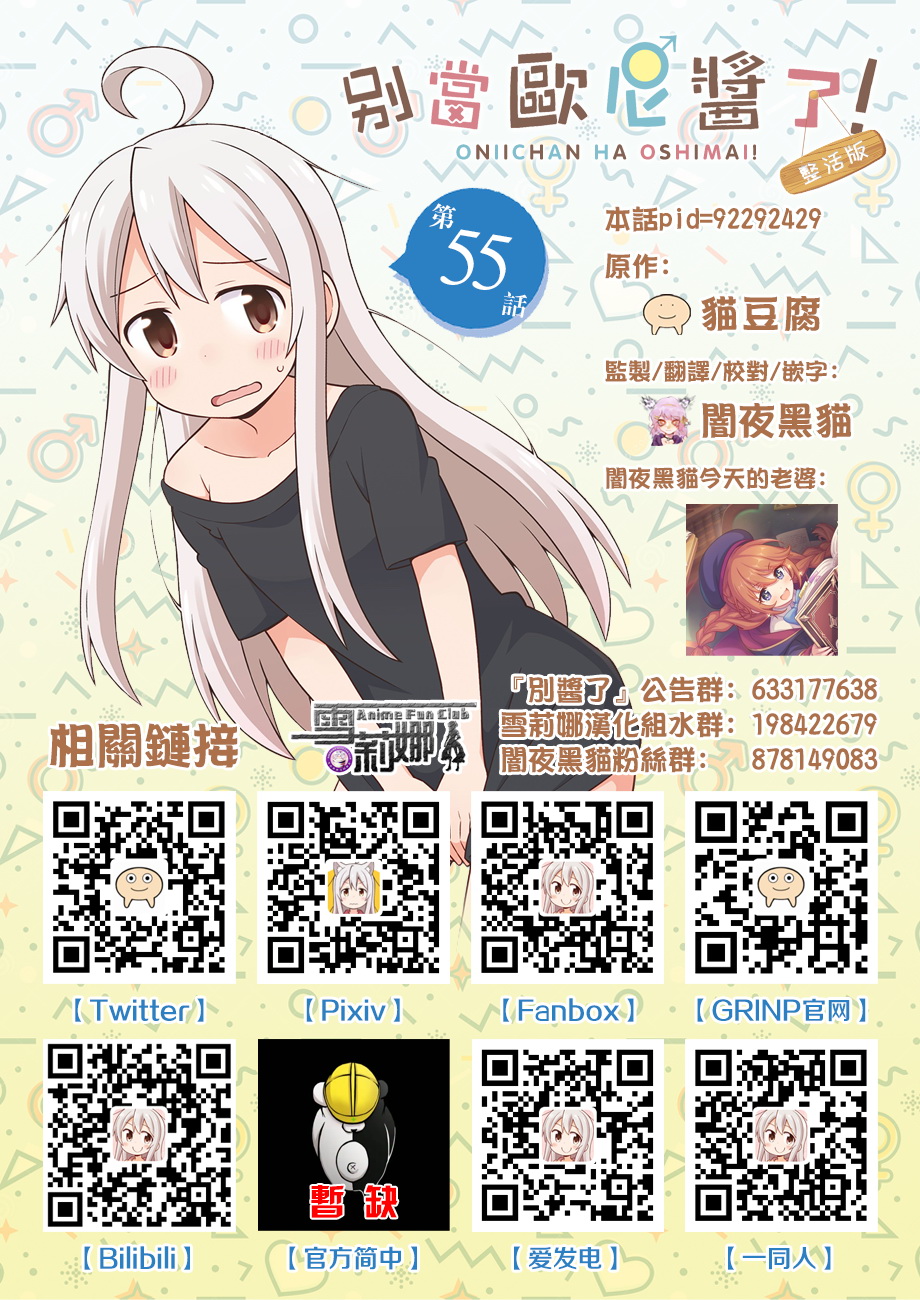 别當歐尼醬了!
ONIICHAN HA OSHIMAI!
整活版
第
55
話
本話pid=92292429
原作:
貓豆腐
監製/翻譯/校對/嵌字:
闇夜黑貓
闇夜黑貓今天的老婆:
『別醬了』公告群: 633177638
雪莉娜漢化組水群: 198422679
闇夜黑貓粉絲群: 878149083
相關鏈接
Anime Fan Club
雪莉娜
【Twitter】
【Pixiv】
【Fanbox】
【GRINP官网】
暫缺
【Bilibili】
【官方简中】
【爱发电】
【一同人】